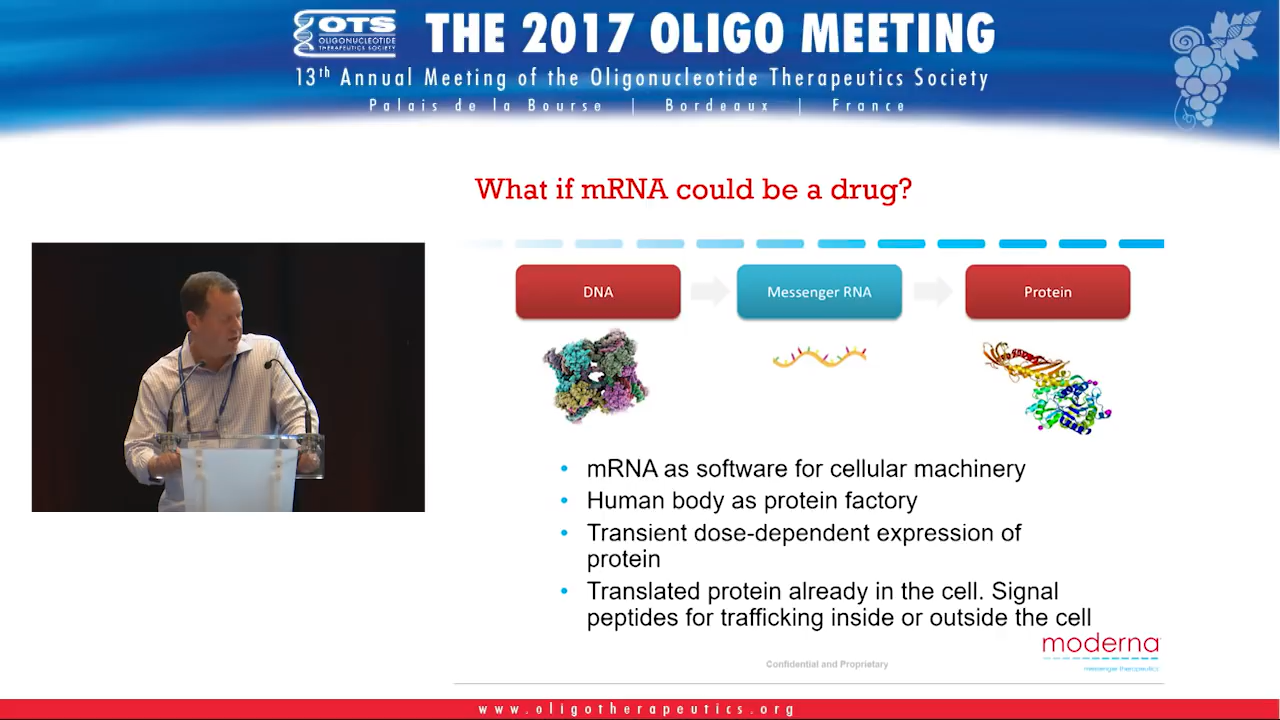 OTS
OLIGONUCLEOTIDE
THERAPEUTICS SOCIETY
THE 2017 OLIGO MEETING
13th Annual Meeting of the Oligonucleotide Therapeutics Society
Palais de la Bourse | Bordeaux | France
What if mRNA could be a drug?
DNA
Messenger RNA
Protein
• mRNA as software for cellular machinery
• Human body as protein factory
• Transient dose-dependent expression of
protein
• Translated protein already in the cell. Signal
peptides for trafficking inside or outside the cell
moderna
messenger therapeutics
Confidential and Proprietary
www.oligotherapeutics.org